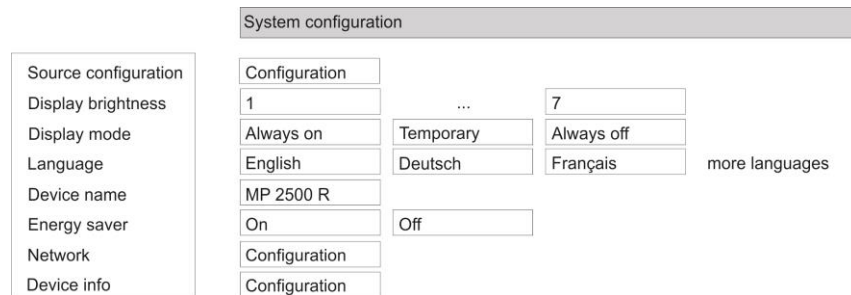 System configuration
Source configuration Configuration
Display brightness 1 ... 7
Display mode Always on Temporary Always off
Language English Deutsch Français more languages
Device name MP 2500 R
Energy saver On Off
Network Configuration
Device info Configuration